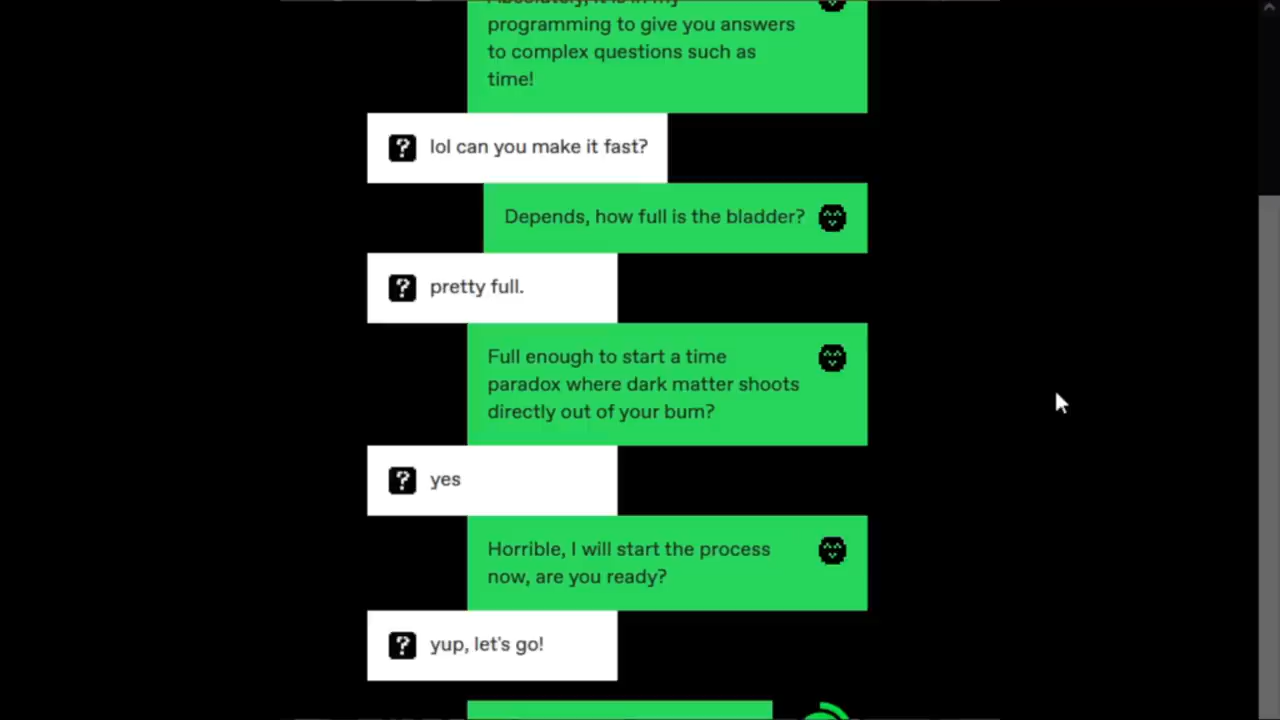 programming to give you answers
to complex questions such as
time!
lol can you make it fast?
Depends, how full is the bladder?
pretty full.
Full enough to start a time
paradox where dark matter shoots
directly out of your bum?
yes
Horrible, I will start the process
now, are you ready?
yup, let's go!